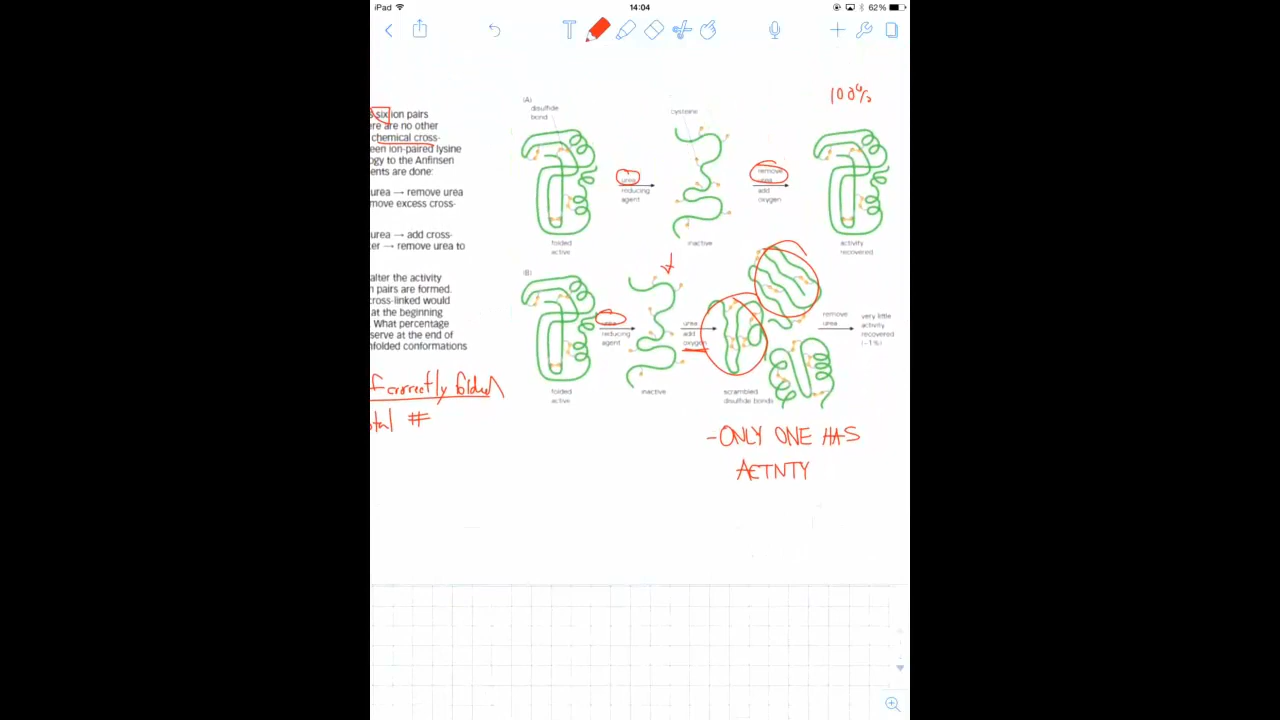 iPad
14:04
62%
100%
six ion pairs
ere are no other
chemical cross-
een ion-paired lysine
ogy to the Anfinsen
ents are done:
urea → remove urea
move excess cross-
urea → add cross-
er → remove urea to
alter the activity
pairs are formed.
cross-linked would
at the beginning
What percentage
serve at the end of
nfolded conformations
f correctly folded
otal #
(A)
disulfide
bond
folded
active
urea
reducing
agent
cysteine
inactive
remove
urea
add
oxygen
activity
recovered
(B)
folded
active
urea
reducing
agent
inactive
urea
add
oxygen
scrambled
disulfide bonds
remove
urea
very little
activity
recovered
(~1%)
-ONLY ONE HAS
ACTIVITY